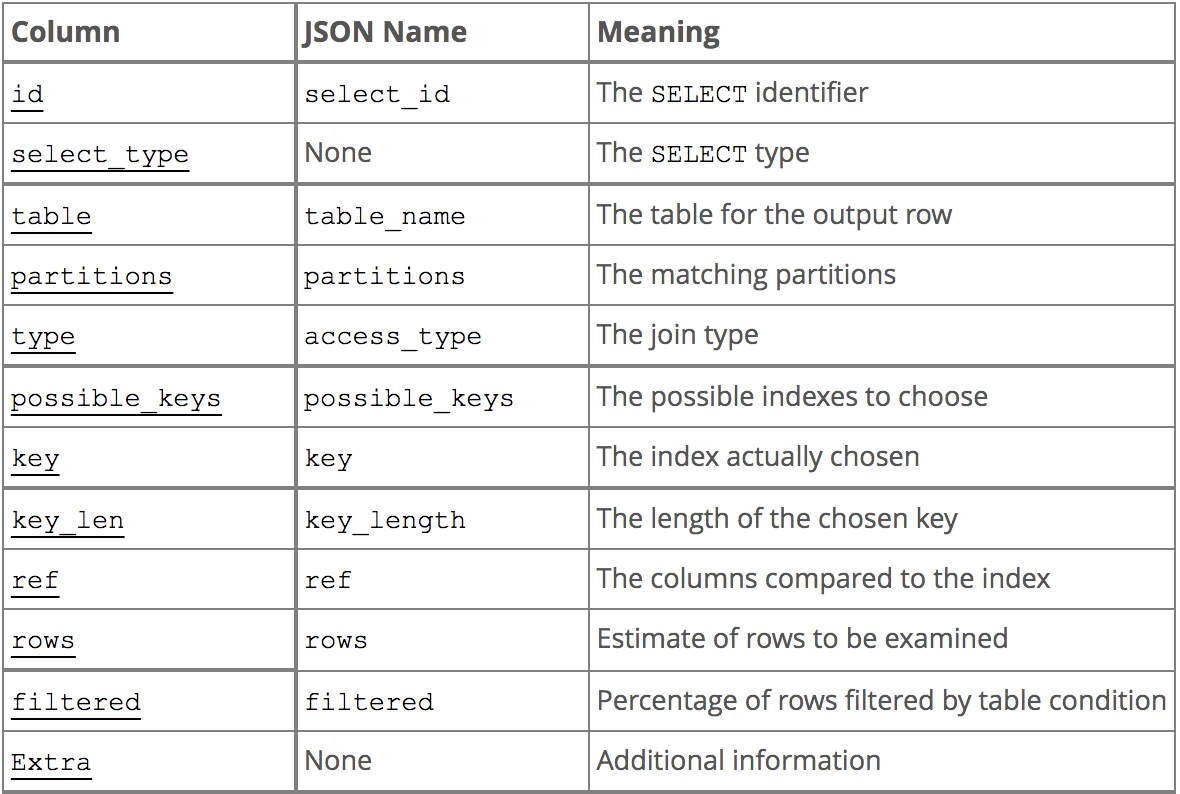 Column JSON Name Meaning
id select_id The SELECT identifier
select_type None The SELECT type
table table_name The table for the output row
partitions partitions The matching partitions
type access_type The join type
possible_keys possible_keys The possible indexes to choose
key key The index actually chosen
key_len key_length The length of the chosen key
ref ref The columns compared to the index
rows rows Estimate of rows to be examined
filtered filtered Percentage of rows filtered by table condition
Extra None Additional information